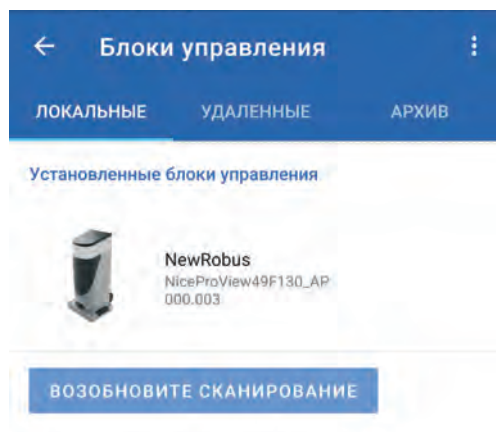 Блоки управления
ЛОКАЛЬНЫЕ УДАЛЕННЫЕ АРХИВ
Установленные блоки управления
NewRobus
NiceProView49F130_AP
000.003
ВОЗОБНОВИТЕ СКАНИРОВАНИЕ